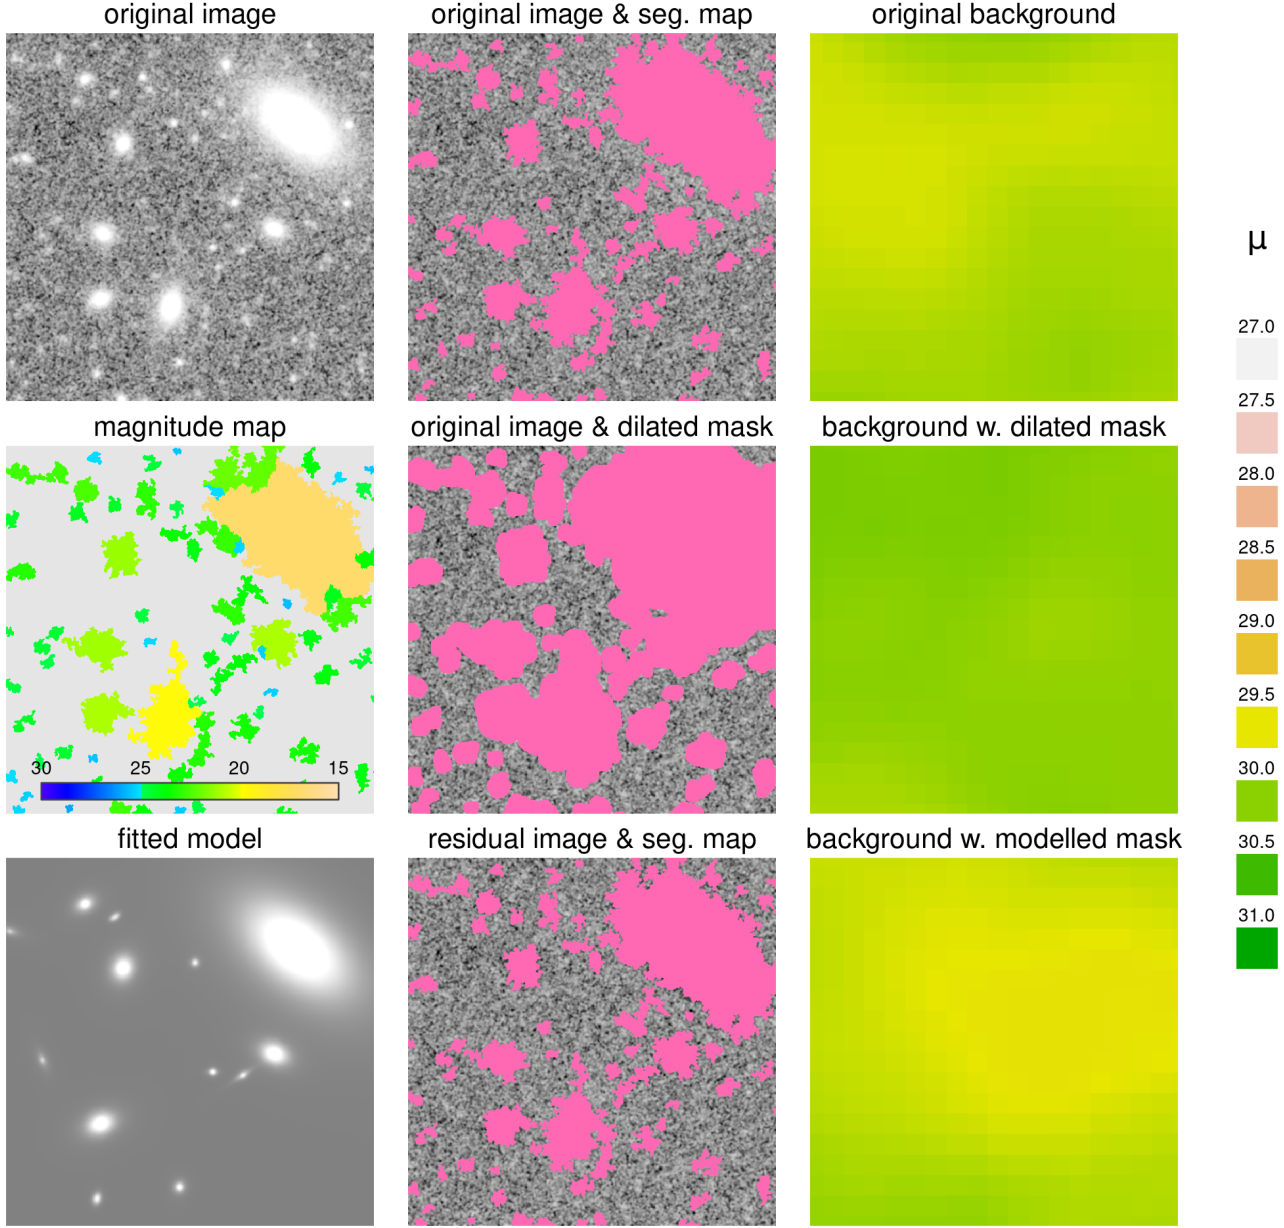 original image
original image & seg. map
original background
μ
27.0
27.5
28.0
28.5
29.0
29.5
30.0
30.5
31.0
magnitude map
original image & dilated mask
background w. dilated mask
30 25 20 15
fitted model
residual image & seg. map
background w. modelled mask